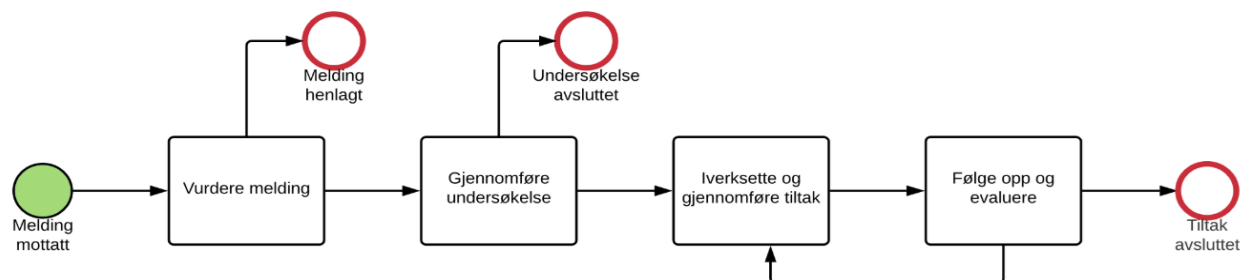 Melding
henlagt
Undersøkelse
avsluttet
Vurdere melding
Gjennomføre
undersøkelse
Iverksette og
gjennomføre tiltak
Følge opp og
evaluere
Melding
mottatt
Tiltak
avsluttet